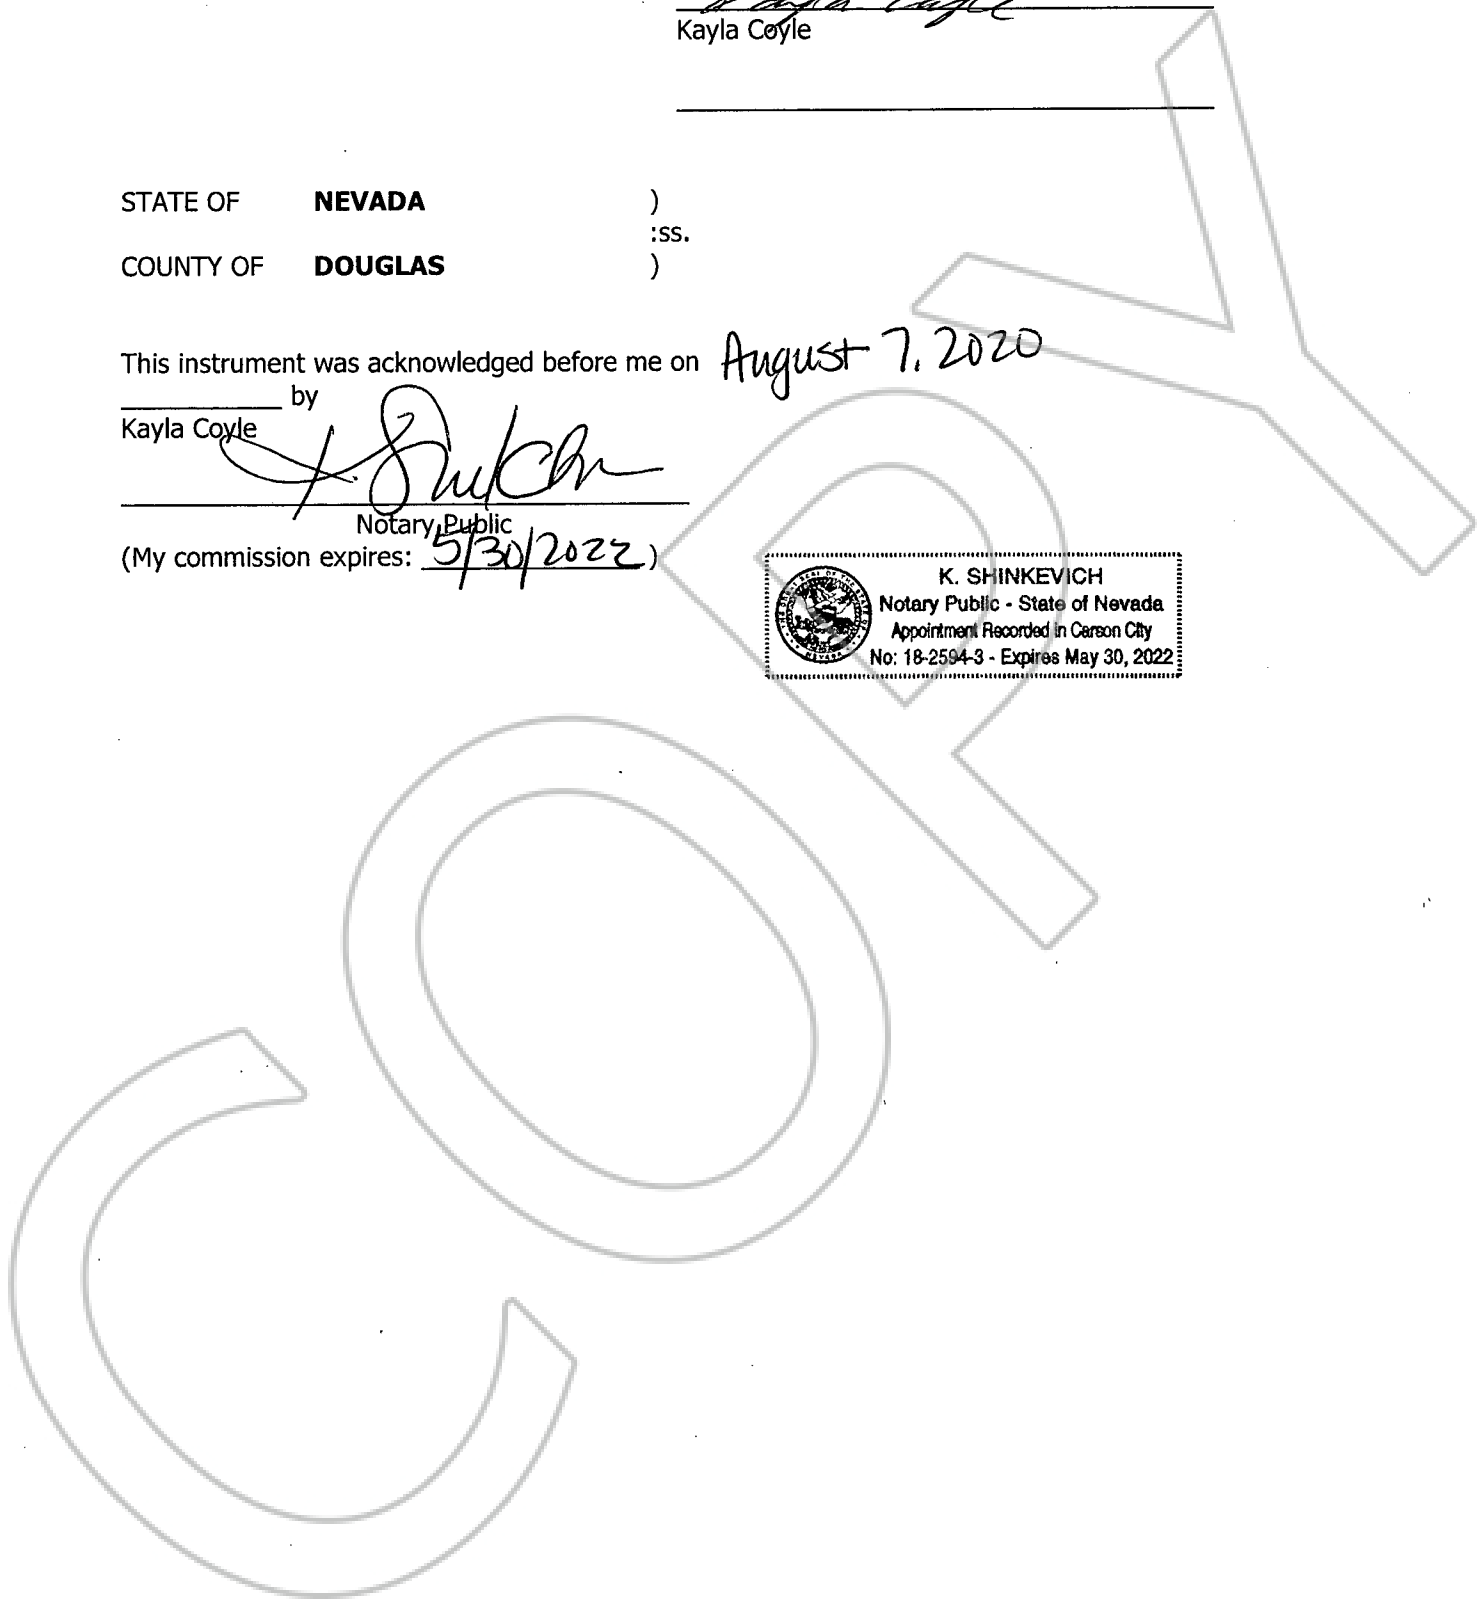 Kayla Coyle
Kayla Coyle
STATE OF NEVADA )
:ss.
COUNTY OF DOUGLAS )
This instrument was acknowledged before me on August 7, 2020
by
Kayla Coyle
Notary Public
(My commission expires: 5/30/2022)
K. SHINKEVICH
Notary Public - State of Nevada
Appointment Recorded in Carson City
No: 18-2594-3 - Expires May 30, 2022
COPY